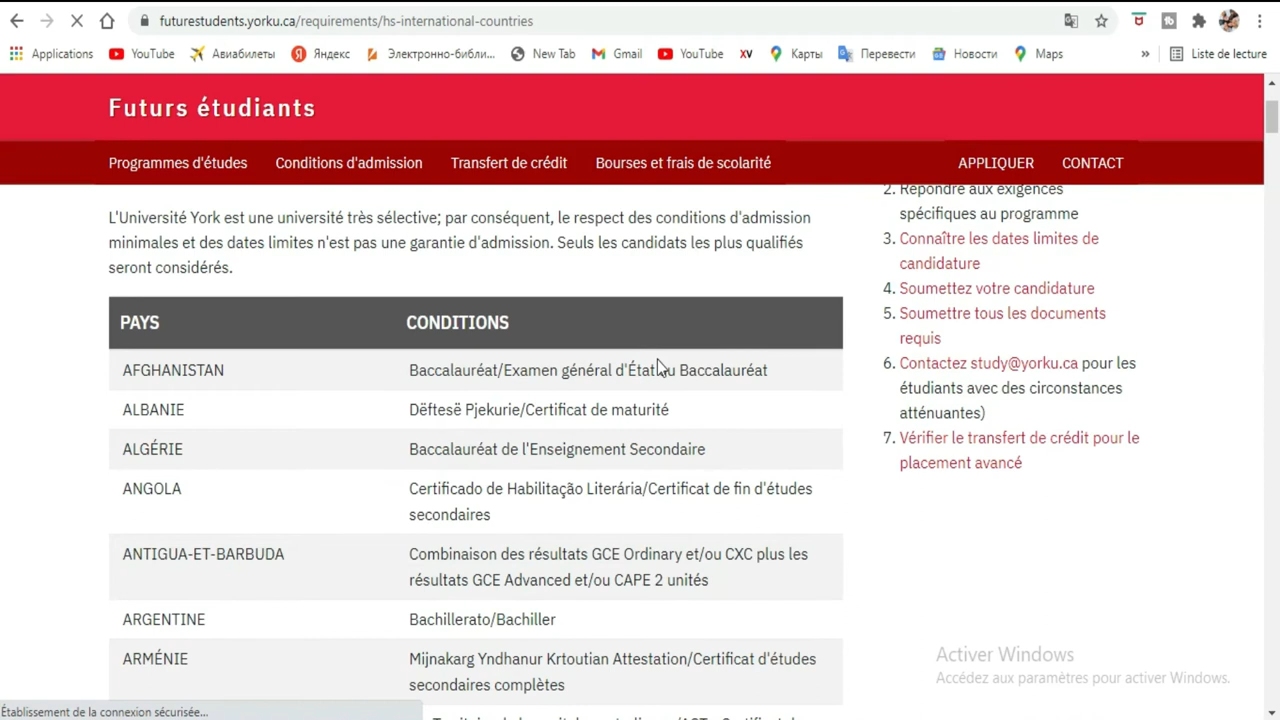 futurestudents.yorku.ca/requirements/hs-international-countries
Applications YouTube Авиабилеты Яндекс Электронно-библи... New Tab Gmail YouTube XV Карты Перевести Новости Maps » Liste de lecture
Futurs étudiants
Programmes d'études Conditions d'admission Transfert de crédit Bourses et frais de scolarité APPLIQUER CONTACT
L'Université York est une université très sélective; par conséquent, le respect des conditions d'admission
minimales et des dates limites n'est pas une garantie d'admission. Seuls les candidats les plus qualifiés
seront considérés.
PAYS CONDITIONS
AFGHANISTAN Baccalauréat/Examen général d'État Baccalauréat
ALBANIE Dëftesë Pjekurie/Certificat de maturité
ALGÉRIE Baccalauréat de l'Enseignement Secondaire
ANGOLA Certificado de Habilitação Literária/Certificat de fin d'études
secondaires
ANTIGUA-ET-BARBUDA Combinaison des résultats GCE Ordinary et/ou CXC plus les
résultats GCE Advanced et/ou CAPE 2 unités
ARGENTINE Bachillerato/Bachiller
ARMÉNIE Mijnakarg Yndhanur Krtoutian Attestation/Certificat d'études
secondaires complètes
2. Répondre aux exigences
spécifiques au programme
3. Connaître les dates limites de
candidature
4. Soumettez votre candidature
5. Soumettre tous les documents
requis
6. Contactez study@yorku.ca pour les
étudiants avec des circonstances
atténuantes)
7. Vérifier le transfert de crédit pour le
placement avancé
Activer Windows
Accédez aux paramètres pour activer Windows.
Établissement de la connexion sécurisée...